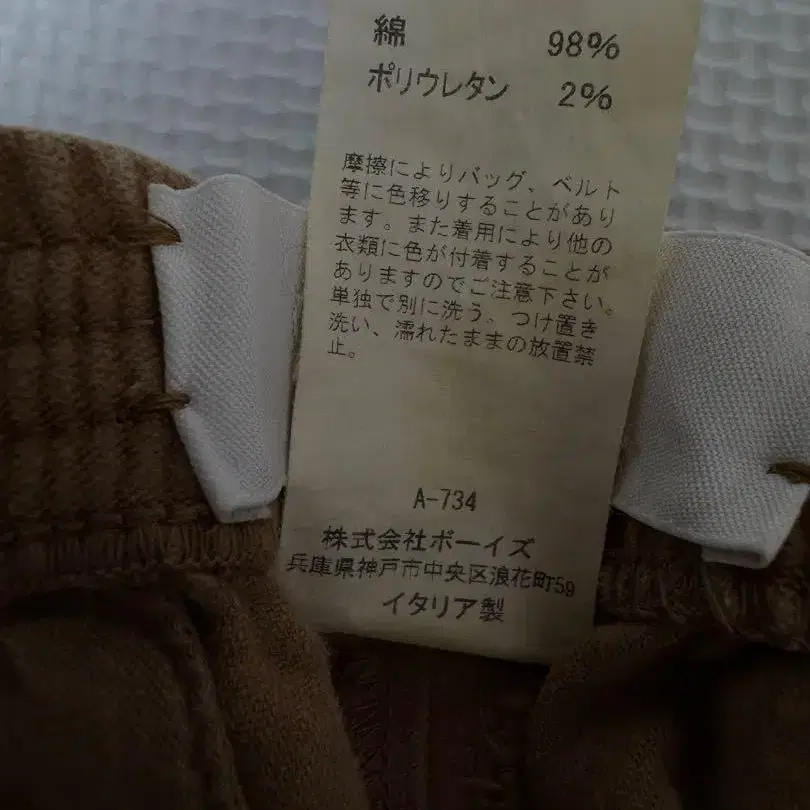 綿 98%
ポリウレタン 2%
摩擦によりバッグ、ベルト
等に色移りすることがあり
ます。また着用により他の
衣類に色が付着することが
ありますのでご注意下さい。
単独で別に洗う。つけ置き
洗い、濡れたままの放置禁
止。
A-734
株式会社ボーイズ
兵庫県神戸市中央区浪花町59
イタリア製